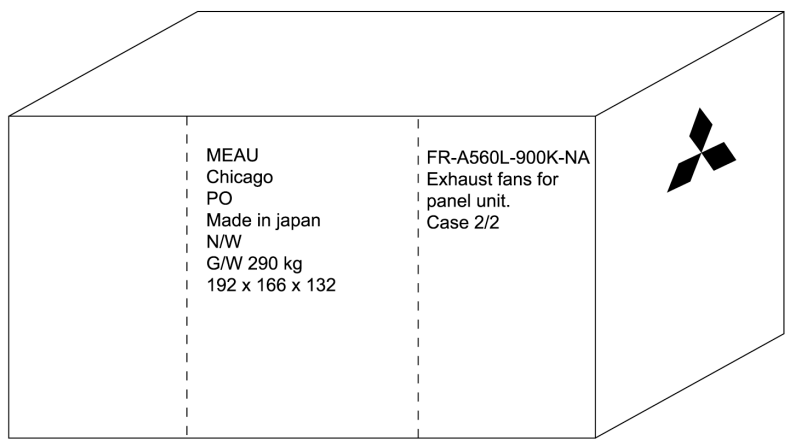 MEAU
Chicago
PO
Made in japan
N/W
G/W 290 kg
192 x 166 x 132
FR-A560L-900K-NA
Exhaust fans for
panel unit.
Case 2/2